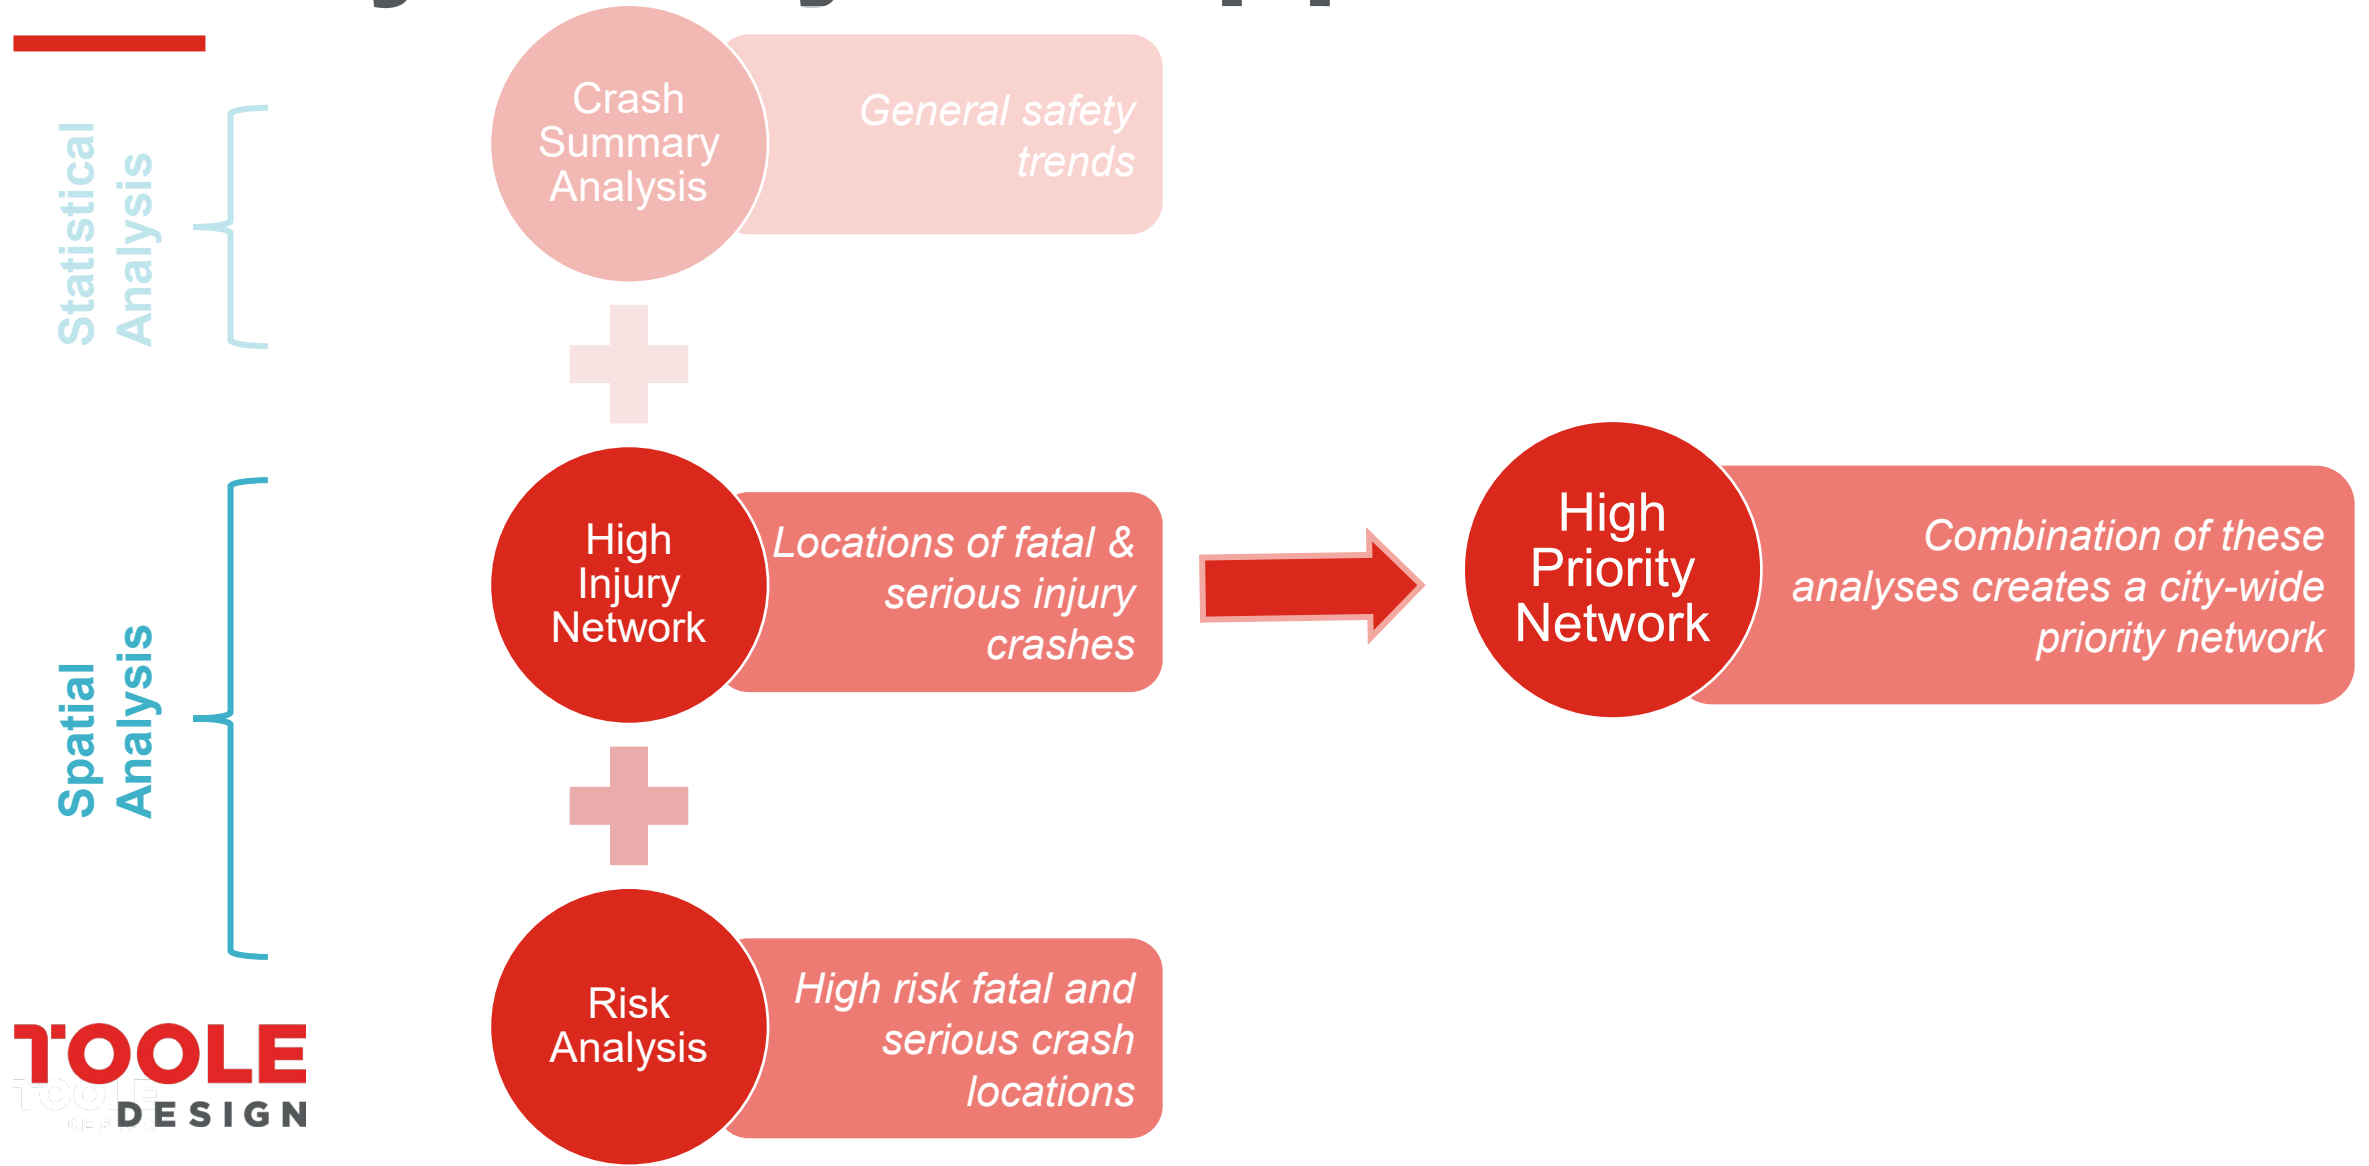 Statistical
Analysis
Crash
Summary
Analysis
General safety
trends
Spatial
Analysis
High
Injury
Network
Locations of fatal &
serious injury
crashes
High
Priority
Network
Combination of these
analyses creates a city-wide
priority network
Risk
Analysis
High risk fatal and
serious crash
locations
TOOLE
DESIGN